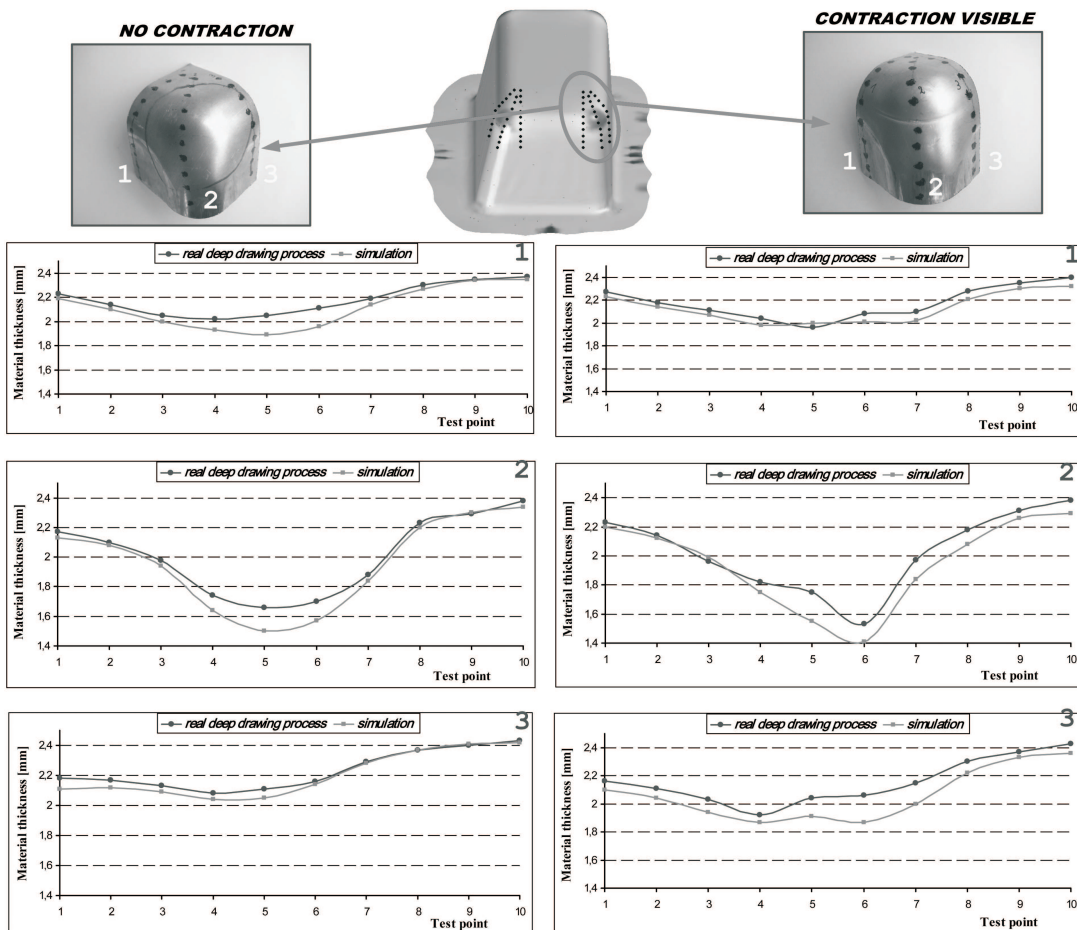 NO CONTRACTION
CONTRACTION VISIBLE
1
2
3
1
2
3
2
3
real deep drawing process
simulation
1
Material thickness [mm]
2,4
2,2
2
1,8
1,6
1,4
1 2 3 4 5 6 7 8 9 10
Test point
real deep drawing process
simulation
1
Material thickness [mm]
2,4
2,2
2
1,8
1,6
1,4
1 2 3 4 5 6 7 8 9 10
Test point
real deep drawing process
simulation
2
Material thickness [mm]
2,4
2,2
2
1,8
1,6
1,4
1 2 3 4 5 6 7 8 9 10
Test point
real deep drawing process
simulation
2
Material thickness [mm]
2,4
2,2
2
1,8
1,6
1,4
1 2 3 4 5 6 7 8 9 10
Test point
real deep drawing process
simulation
3
Material thickness [mm]
2,4
2,2
2
1,8
1,6
1,4
1 2 3 4 5 6 7 8 9 10
Test point
real deep drawing process
simulation
3
Material thickness [mm]
2,4
2,2
2
1,8
1,6
1,4
1 2 3 4 5 6 7 8 9 10
Test point